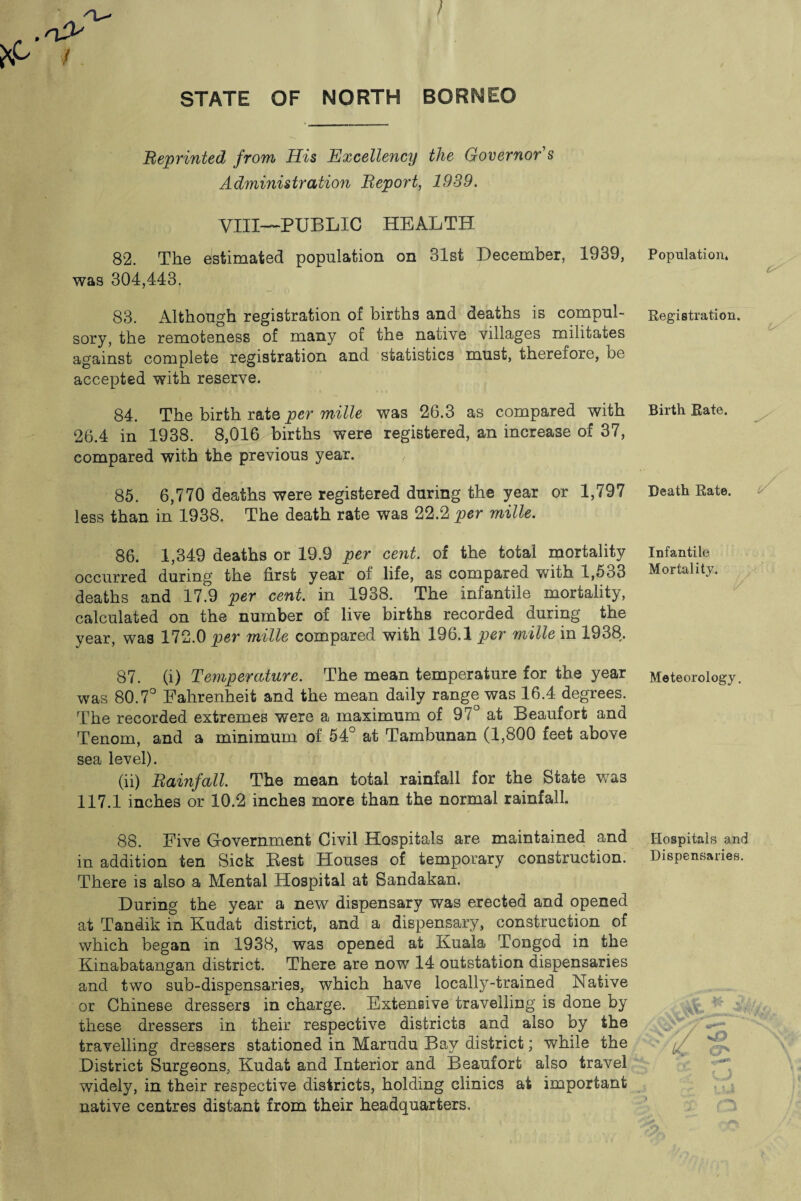 STATE OF NORTH BORNEO
Reprinted from His Excellency the Governor's
Administration Report, 1939.
VIII—PUBLIC HEALTH
82. The estimated population on 31st December, 1939,
was 304,443.
Population.
83. Although registration of births and deaths is compul-
sory, the remoteness of many of the native villages militates
against complete registration and statistics must, therefore, be
accepted with reserve.
Registration.
84. The birth rate per mille was 26.3 as compared with
26.4 in 1938. 8,016 births were registered, an increase of 37,
compared with the previous year.
Birth Rate.
85. 6,770 deaths were registered during the year or 1,797
less than in 1938. The death rate was 22.2 per mille.
Death Rate.
86. 1,349 deaths or 19.9 per cent. of the total mortality
occurred during the first year of life, as compared with 1,533
deaths and 17.9 per cent. in 1938. The infantile mortality,
calculated on the number of live births recorded during the
year, was 172.0 per mille compared with 196.1 per mille in 1938.
Infantile
Mortality.
87. (i) Temperature. The mean temperature for the year
was 80.7° Fahrenheit and the mean daily range was 16.4 degrees.
The recorded extremes were a maximum of 97° at Beaufort and
Tenom, and a minimum of 54° at Tambunan (1,800 feet above
sea level).
Meteorology.
(ii) Rainfall. The mean total rainfall for the State was
117.1 inches or 10.2 inches more than the normal rainfall.
88. Five Government Civil Hospitals are maintained and
in addition ten Sick Rest Houses of temporary construction.
There is also a Mental Hospital at Sandakan.
Hospitals and
Dispensaries.
During the year a new dispensary was erected and opened
at Tandik in Kudat district, and a dispensary, construction of
which began in 1938, was opened at Kuala Tongod in the
Kinabatangan district. There are now 14 outstation dispensaries
and two sub-dispensaries, which have locally-trained Native
or Chinese dressers in charge. Extensive travelling is done by
these dressers in their respective districts and also by the
travelling dressers stationed in Marudu Bay district; while the
District Surgeons, Kudat and Interior and Beaufort also travel
widely, in their respective districts, holding clinics at important
native centres distant from their headquarters.